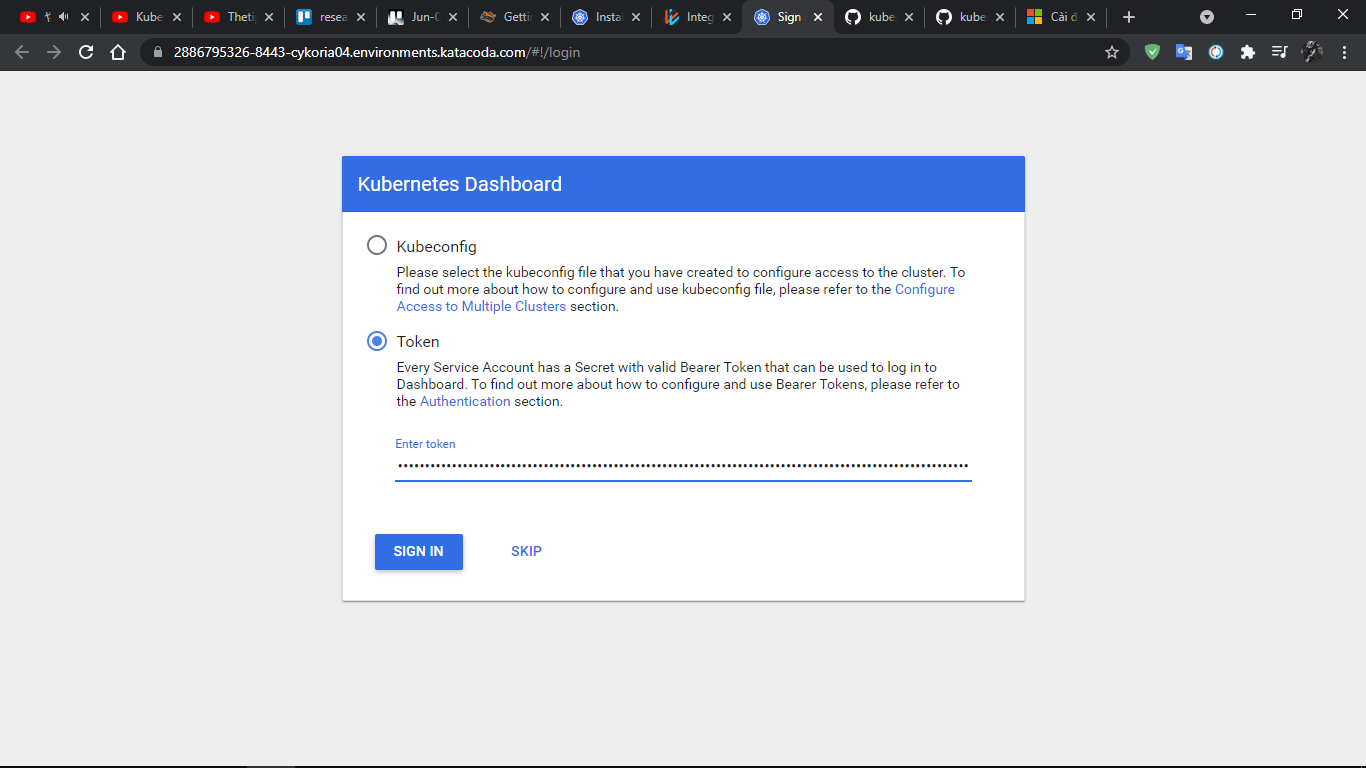 Kube
Theti
resea
Jun-0
Getti
Instal
Integ
Sign
kube
kube
Cài đ
2886795326-8443-cykoria04.environments.katacoda.com/#!/login
Kubernetes Dashboard
Kubeconfig
Please select the kubeconfig file that you have created to configure access to the cluster. To
find out more about how to configure and use kubeconfig file, please refer to the Configure
Access to Multiple Clusters section.
Token
Every Service Account has a Secret with valid Bearer Token that can be used to log in to
Dashboard. To find out more about how to configure and use Bearer Tokens, please refer to
the Authentication section.
Enter token
SIGN IN
SKIP